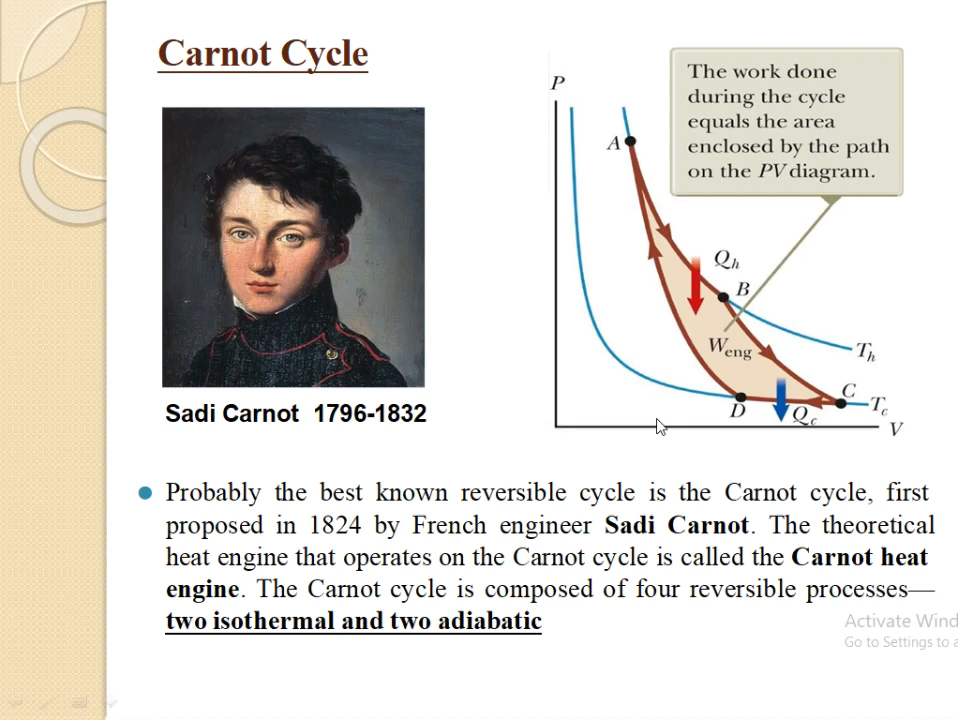 Carnot Cycle
P
The work done
during the cycle
equals the area
enclosed by the path
on the PV diagram.
A
Qh
B
Weng
Th
C
D
Qc
Tc
V
Sadi Carnot 1796-1832
Probably the best known reversible cycle is the Carnot cycle, first
proposed in 1824 by French engineer Sadi Carnot. The theoretical
heat engine that operates on the Carnot cycle is called the Carnot heat
engine. The Carnot cycle is composed of four reversible processes—
two isothermal and two adiabatic
Activate Wind
Go to Settings to a